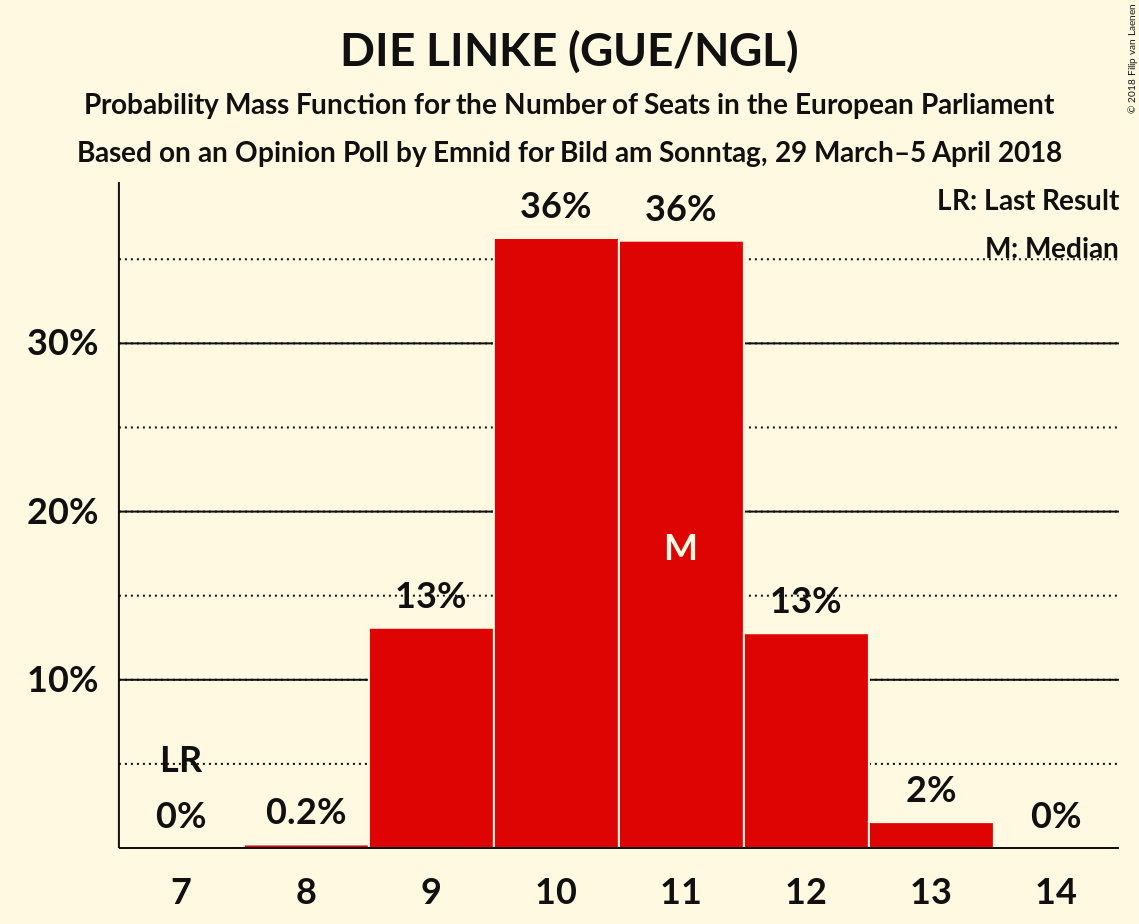 DIE LINKE (GUE/NGL)
Probability Mass Function for the Number of Seats in the European Parliament
Based on an Opinion Poll by Emnid for Bild am Sonntag, 29 March–5 April 2018
© 2018 Filip van Laenen
LR: Last Result
M: Median
36%
36%
30%
20%
M
13%
13%
10%
LR
0%
0.2%
2%
0%
7 8 9 10 11 12 13 14